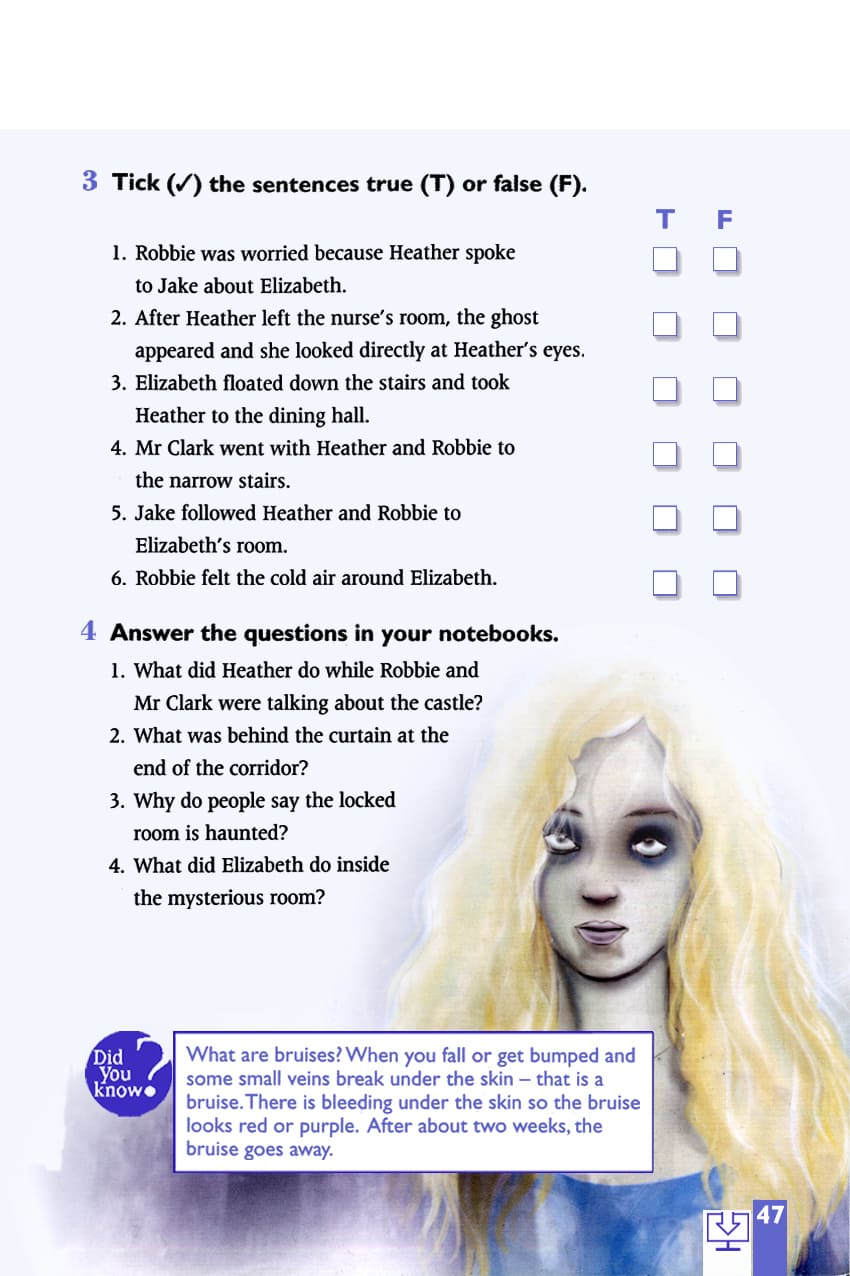 3 Tick (✓) the sentences true (T) or false (F).
T F
1. Robbie was worried because Heather spoke
to Jake about Elizabeth.
2. After Heather left the nurse's room, the ghost
appeared and she looked directly at Heather's eyes.
3. Elizabeth floated down the stairs and took
Heather to the dining hall.
4. Mr Clark went with Heather and Robbie to
the narrow stairs.
5. Jake followed Heather and Robbie to
Elizabeth's room.
6. Robbie felt the cold air around Elizabeth.
4 Answer the questions in your notebooks.
1. What did Heather do while Robbie and
Mr Clark were talking about the castle?
2. What was behind the curtain at the
end of the corridor?
3. Why do people say the locked
room is haunted?
4. What did Elizabeth do inside
the mysterious room?
Did
You
know?
What are bruises? When you fall or get bumped and
some small veins break under the skin – that is a
bruise. There is bleeding under the skin so the bruise
looks red or purple. After about two weeks, the
bruise goes away.
47